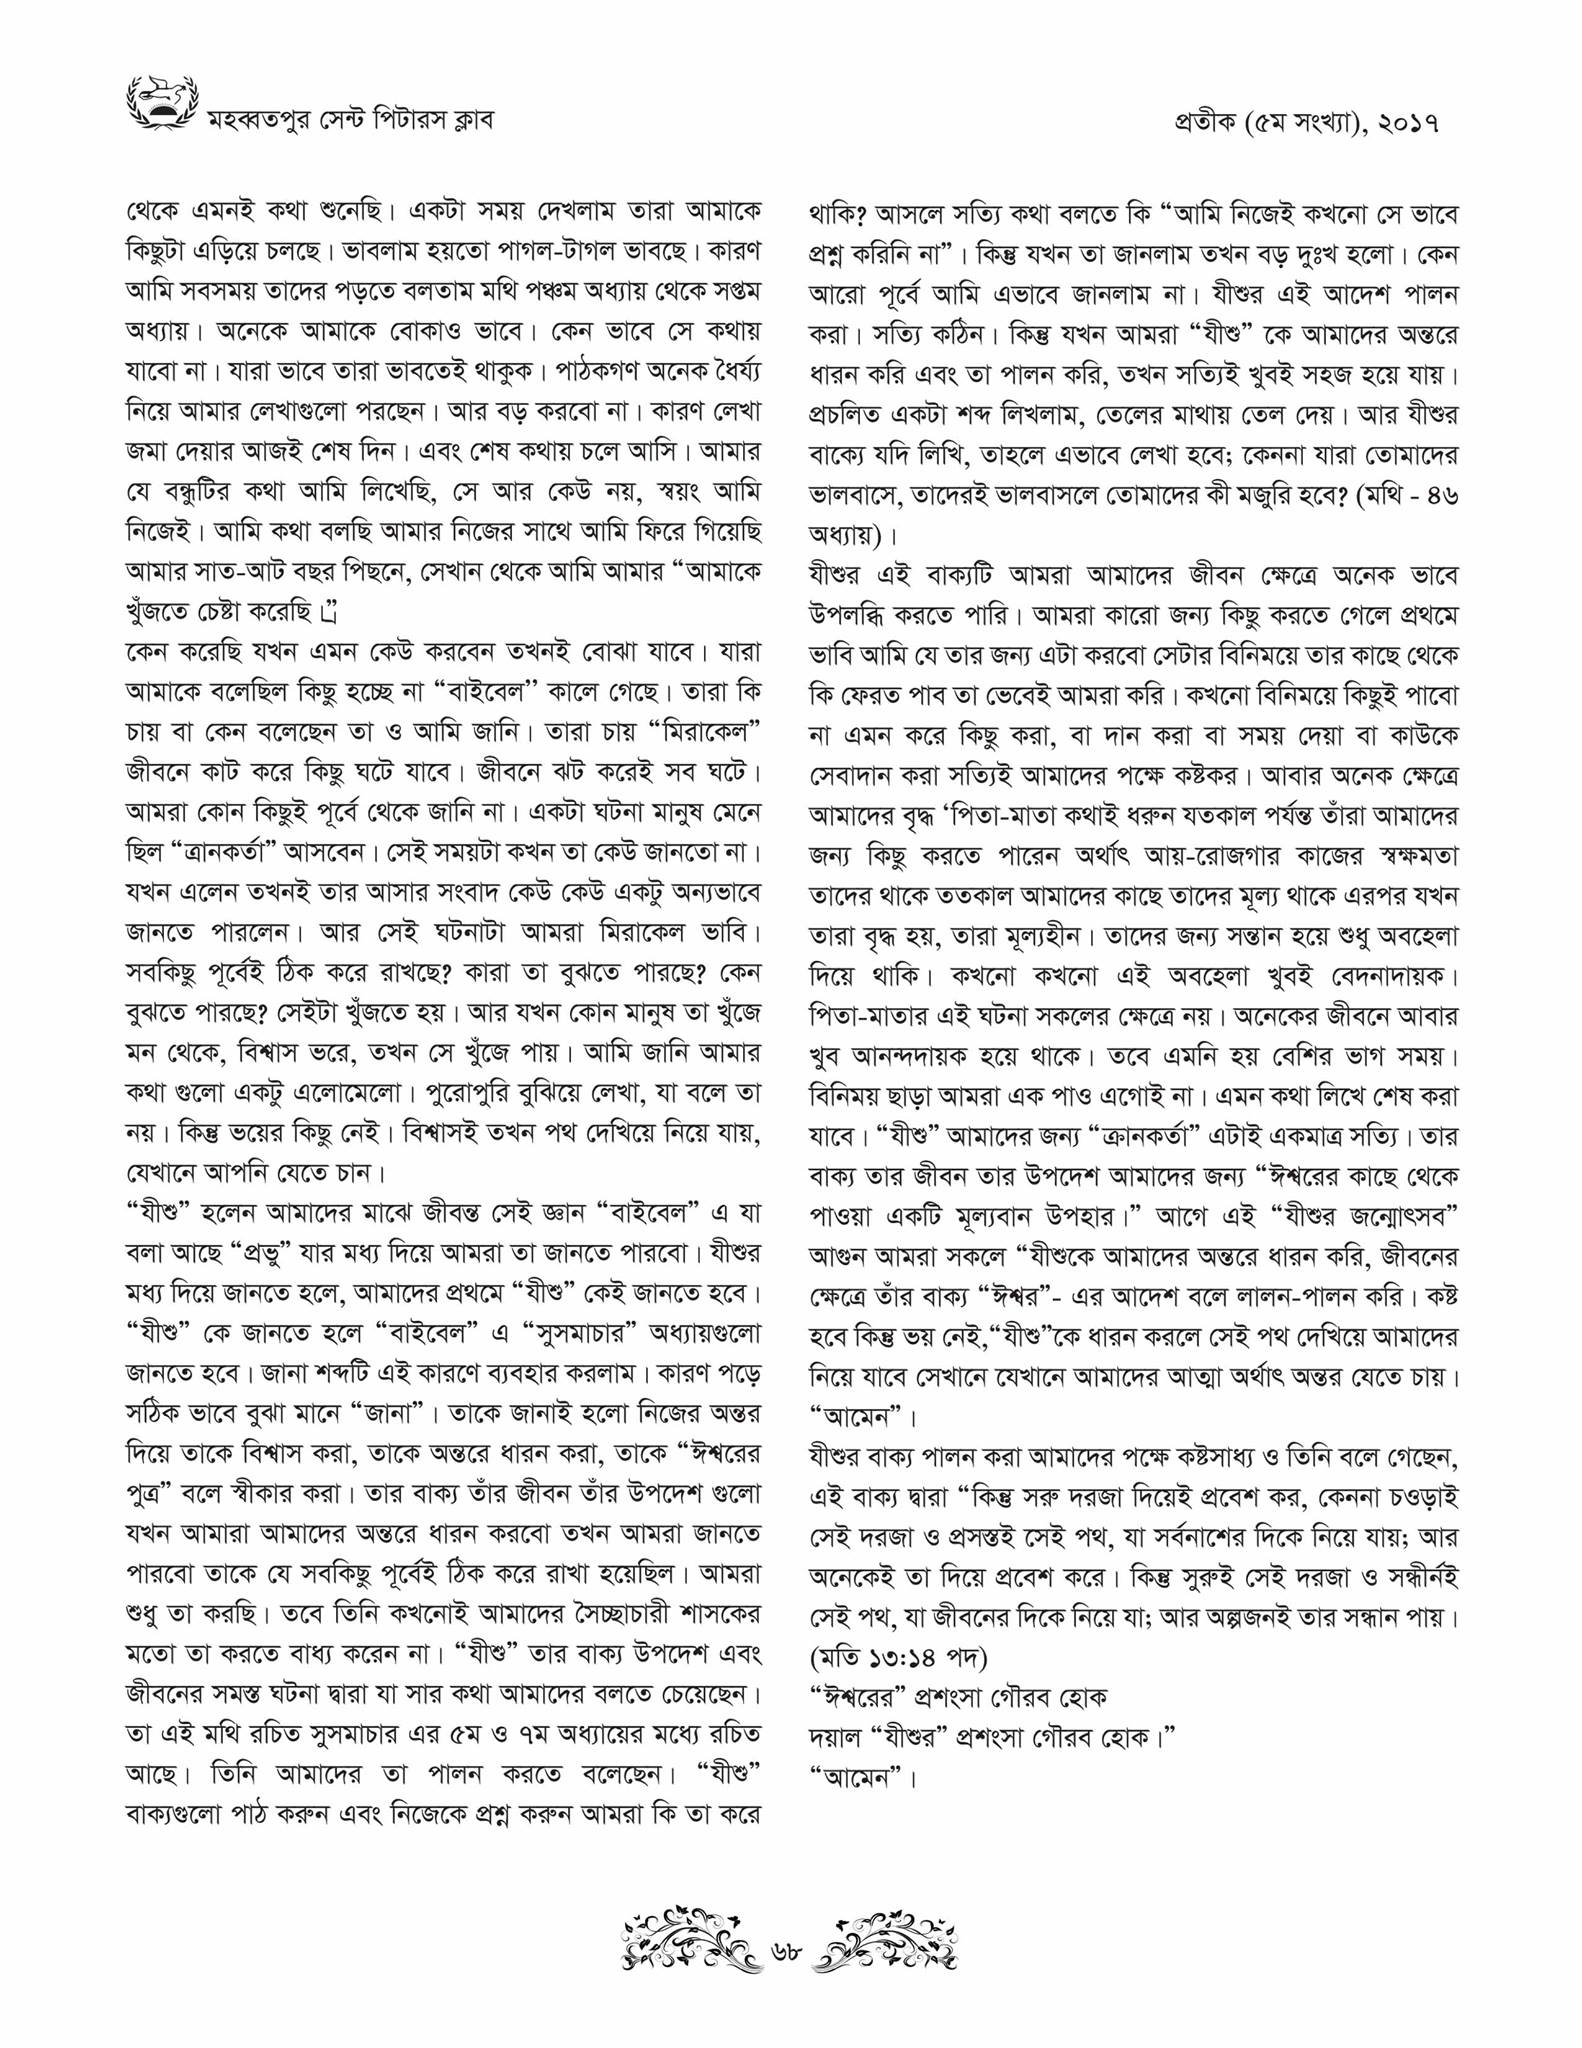 মহব্বতপুর সেন্ট পিটারস ক্লাব
প্রতীক (৫ম সংখ্যা), ২০১৭
থেকে এমনই কথা শুনেছি। একটা সময় দেখলাম তারা আমাকে
কিছুটা এড়িয়ে চলছে। ভাবলাম হয়তো পাগল-টাগল ভাবছে। কারণ
আমি সবসময় তাদের পড়তে বলতাম মথি পঞ্চম অধ্যায় থেকে সপ্তম
অধ্যায়। অনেকে আমাকে বোকাও ভাবে। কেন ভাবে সে কথায়
যাবো না। যারা ভাবে তারা ভাবতেই থাকুক। পাঠকগণ অনেক ধৈর্য্য
নিয়ে আমার লেখাগুলো পরছেন। আর বড় করবো না। কারণ লেখা
জমা দেয়ার আজই শেষ দিন। এবং শেষ কথায় চলে আসি। আমার
যে বন্ধুটির কথা আমি লিখেছি, সে আর কেউ নয়, স্বয়ং আমি
নিজেই। আমি কথা বলছি আমার নিজের সাথে আমি ফিরে গিয়েছি
আমার সাত-আট বছর পিছনে, সেখান থেকে আমি আমার “আমাকে
খুঁজতে চেষ্টা করেছি।”
কেন করেছি যখন এমন কেউ করবেন তখনই বোঝা যাবে। যারা
আমাকে বলেছিল কিছু হচ্ছে না “বাইবেল’’ কালে গেছে। তারা কি
চায় বা কেন বলেছেন তা ও আমি জানি। তারা চায় “মিরাকেল”
জীবনে কাট করে কিছু ঘটে যাবে। জীবনে ঝট করেই সব ঘটে।
আমরা কোন কিছুই পূর্বে থেকে জানি না। একটা ঘটনা মানুষ মেনে
ছিল “ত্রানকর্তা” আসবেন। সেই সময়টা কখন তা কেউ জানতো না।
যখন এলেন তখনই তার আসার সংবাদ কেউ কেউ একটু অন্যভাবে
জানতে পারলেন। আর সেই ঘটনাটা আমরা মিরাকেল ভাবি।
সবকিছু পূর্বেই ঠিক করে রাখছে? কারা তা বুঝতে পারছে? কেন
বুঝতে পারছে? সেইটা খুঁজতে হয়। আর যখন কোন মানুষ তা খুঁজে
মন থেকে, বিশ্বাস ভরে, তখন সে খুঁজে পায়। আমি জানি আমার
কথা গুলো একটু এলোমেলো। পুরোপুরি বুঝিয়ে লেখা, যা বলে তা
নয়। কিন্তু ভয়ের কিছু নেই। বিশ্বাসই তখন পথ দেখিয়ে নিয়ে যায়,
যেখানে আপনি যেতে চান।
“যীশু” হলেন আমাদের মাঝে জীবন্ত সেই জ্ঞান “বাইবেল” এ যা
বলা আছে “প্রভু” যার মধ্য দিয়ে আমরা তা জানতে পারবো। যীশুর
মধ্য দিয়ে জানতে হলে, আমাদের প্রথমে “যীশু” কেই জানতে হবে।
“যীশু” কে জানতে হলে “বাইবেল” এ “সুসমাচার” অধ্যায়গুলো
জানতে হবে। জানা শব্দটি এই কারণে ব্যবহার করলাম। কারণ পড়ে
সঠিক ভাবে বুঝা মানে “জানা”। তাকে জানাই হলো নিজের অন্তর
দিয়ে তাকে বিশ্বাস করা, তাকে অন্তরে ধারন করা, তাকে “ঈশ্বরের
পুত্র” বলে স্বীকার করা। তার বাক্য তাঁর জীবন তাঁর উপদেশ গুলো
যখন আমারা আমাদের অন্তরে ধারন করবো তখন আমরা জানতে
পারবো তাকে যে সবকিছু পূর্বেই ঠিক করে রাখা হয়েছিল। আমরা
শুধু তা করছি। তবে তিনি কখনোই আমাদের সৈচ্ছাচারী শাসকের
মতো তা করতে বাধ্য করেন না। “যীশু” তার বাক্য উপদেশ এবং
জীবনের সমস্ত ঘটনা দ্বারা যা সার কথা আমাদের বলতে চেয়েছেন।
তা এই মথি রচিত সুসমাচার এর ৫ম ও ৭ম অধ্যায়ের মধ্যে রচিত
আছে। তিনি আমাদের তা পালন করতে বলেছেন। “যীশু”
বাক্যগুলো পাঠ করুন এবং নিজেকে প্রশ্ন করুন আমরা কি তা করে
থাকি? আসলে সত্যি কথা বলতে কি “আমি নিজেই কখনো সে ভাবে
প্রশ্ন করিনি না”। কিন্তু যখন তা জানলাম তখন বড় দুঃখ হলো। কেন
আরো পূর্বে আমি এভাবে জানলাম না। যীশুর এই আদেশ পালন
করা। সত্যি কঠিন। কিন্তু যখন আমরা “যীশু” কে আমাদের অন্তরে
ধারন করি এবং তা পালন করি, তখন সত্যিই খুবই সহজ হয়ে যায়।
প্রচলিত একটা শব্দ লিখলাম, তেলের মাথায় তেল দেয়। আর যীশুর
বাক্যে যদি লিখি, তাহলে এভাবে লেখা হবে; কেননা যারা তোমাদের
ভালবাসে, তাদেরই ভালবাসলে তোমাদের কী মজুরি হবে? (মথি - ৪৬
অধ্যায়)।
যীশুর এই বাক্যটি আমরা আমাদের জীবন ক্ষেত্রে অনেক ভাবে
উপলব্ধি করতে পারি। আমরা কারো জন্য কিছু করতে গেলে প্রথমে
ভাবি আমি যে তার জন্য এটা করবো সেটার বিনিময়ে তার কাছে থেকে
কি ফেরত পাব তা ভেবেই আমরা করি। কখনো বিনিময়ে কিছুই পাবো
না এমন করে কিছু করা, বা দান করা বা সময় দেয়া বা কাউকে
সেবাদান করা সত্যিই আমাদের পক্ষে কষ্টকর। আবার অনেক ক্ষেত্রে
আমাদের বৃদ্ধ ‘পিতা-মাতা কথাই ধরুন যতকাল পর্যন্ত তাঁরা আমাদের
জন্য কিছু করতে পারেন অর্থাৎ আয়-রোজগার কাজের স্বক্ষমতা
তাদের থাকে ততকাল আমাদের কাছে তাদের মূল্য থাকে এরপর যখন
তারা বৃদ্ধ হয়, তারা মূল্যহীন। তাদের জন্য সন্তান হয়ে শুধু অবহেলা
দিয়ে থাকি। কখনো কখনো এই অবহেলা খুবই বেদনাদায়ক।
পিতা-মাতার এই ঘটনা সকলের ক্ষেত্রে নয়। অনেকের জীবনে আবার
খুব আনন্দদায়ক হয়ে থাকে। তবে এমনি হয় বেশির ভাগ সময়।
বিনিময় ছাড়া আমরা এক পাও এগোই না। এমন কথা লিখে শেষ করা
যাবে। “যীশু” আমাদের জন্য “ক্রানকর্তা” এটাই একমাত্র সত্যি। তার
বাক্য তার জীবন তার উপদেশ আমাদের জন্য “ঈশ্বরের কাছে থেকে
পাওয়া একটি মূল্যবান উপহার।” আগে এই “যীশুর জন্মোৎসব”
আগুন আমরা সকলে “যীশুকে আমাদের অন্তরে ধারন করি, জীবনের
ক্ষেত্রে তাঁর বাক্য “ঈশ্বর”- এর আদেশ বলে লালন-পালন করি। কষ্ট
হবে কিন্তু ভয় নেই,“যীশু”কে ধারন করলে সেই পথ দেখিয়ে আমাদের
নিয়ে যাবে সেখানে যেখানে আমাদের আত্মা অর্থাৎ অন্তর যেতে চায়।
“আমেন”।
যীশুর বাক্য পালন করা আমাদের পক্ষে কষ্টসাধ্য ও তিনি বলে গেছেন,
এই বাক্য দ্বারা “কিন্তু সরু দরজা দিয়েই প্রবেশ কর, কেননা চওড়াই
সেই দরজা ও প্রসস্তই সেই পথ, যা সর্বনাশের দিকে নিয়ে যায়; আর
অনেকেই তা দিয়ে প্রবেশ করে। কিন্তু সুরুই সেই দরজা ও সন্ধীর্নই
সেই পথ, যা জীবনের দিকে নিয়ে যা; আর অল্পজনই তার সন্ধান পায়।
(মতি ১৩:১৪ পদ)
“ঈশ্বরের” প্রশংসা গৌরব হোক
দয়াল “যীশুর” প্রশংসা গৌরব হোক।”
“আমেন”।
৬৮